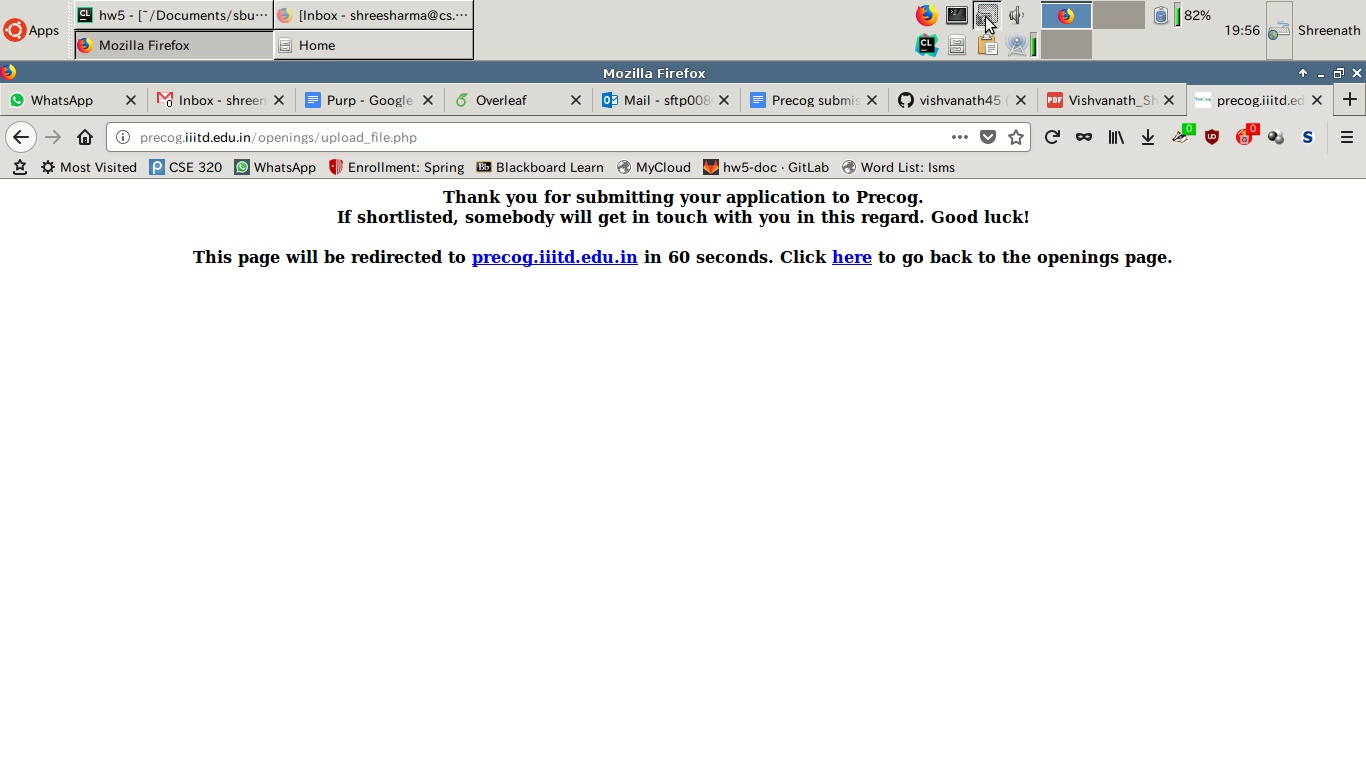 Apps
hw5 - [~/Documents/sbu···
[Inbox - shreesharma@cs.···
82%
19:56
Shreenath
Mozilla Firefox
Home
Mozilla Firefox
WhatsApp
Inbox - shreen
Purp - Google
Overleaf
Mail - sftp008
Precog submis
vishvanath45 (
Vishvanath_Sh
precog.iiitd.ed
precog.iiitd.edu.in/openings/upload_file.php
0
0
S
Most Visited
CSE 320
WhatsApp
Enrollment: Spring
Blackboard Learn
MyCloud
hw5-doc · GitLab
Word List: Isms
Thank you for submitting your application to Precog.
If shortlisted, somebody will get in touch with you in this regard. Good luck!
This page will be redirected to precog.iiitd.edu.in in 60 seconds. Click here to go back to the openings page.